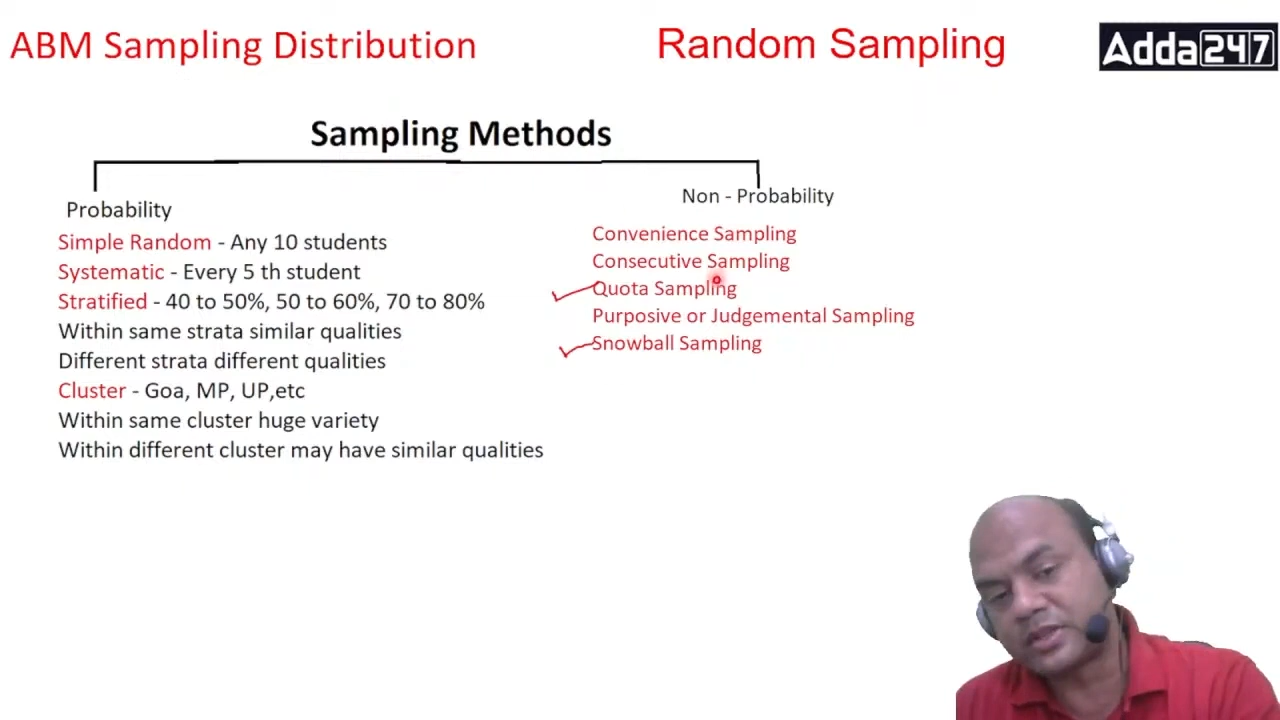 ABM Sampling Distribution
Random Sampling
Adda247
Sampling Methods
Probability
Simple Random - Any 10 students
Systematic - Every 5 th student
Stratified - 40 to 50%, 50 to 60%, 70 to 80%
Within same strata similar qualities
Different strata different qualities
Cluster - Goa, MP, UP,etc
Within same cluster huge variety
Within different cluster may have similar qualities
Non - Probability
Convenience Sampling
Consecutive Sampling
Quota Sampling
Purposive or Judgemental Sampling
Snowball Sampling